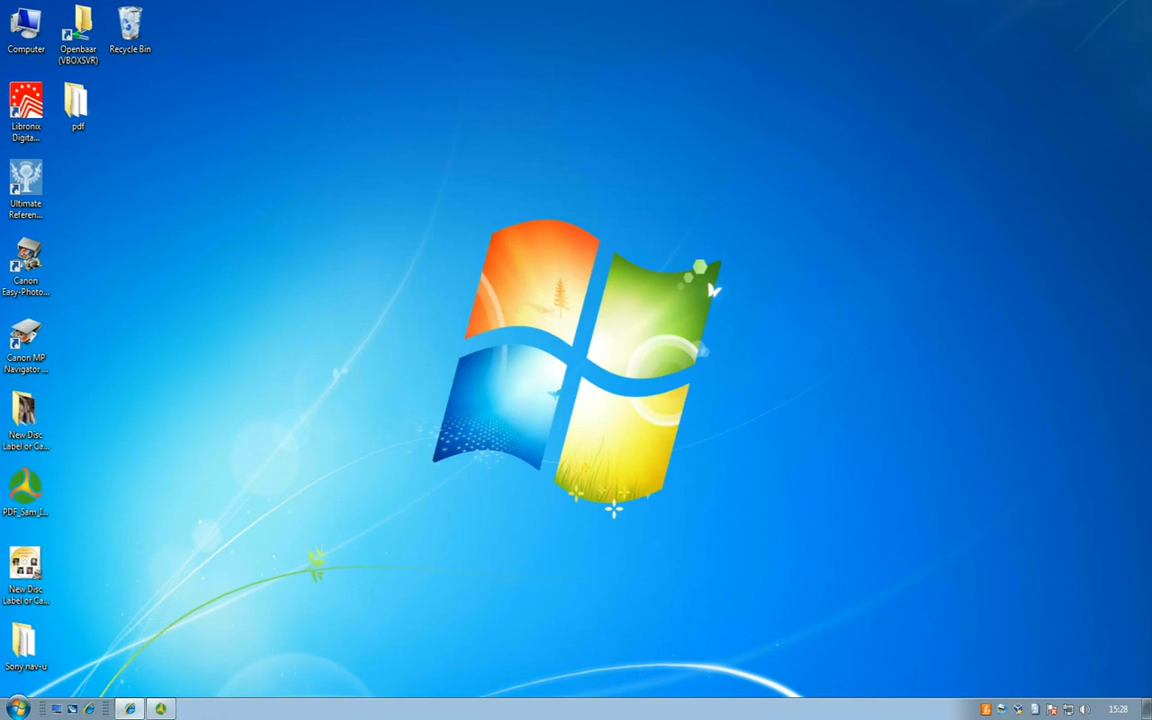 Computer
Openbaar
(VBOXSVR)
Recycle Bin
Libronix
Digita...
pdf
Ultimate
Referen...
Canon
Easy-Photo...
Canon MP
Navigator ...
New Disc
Label or Ca...
PDF_Sam_I...
New Disc
Label or Ca...
Sony nav-u
15:28